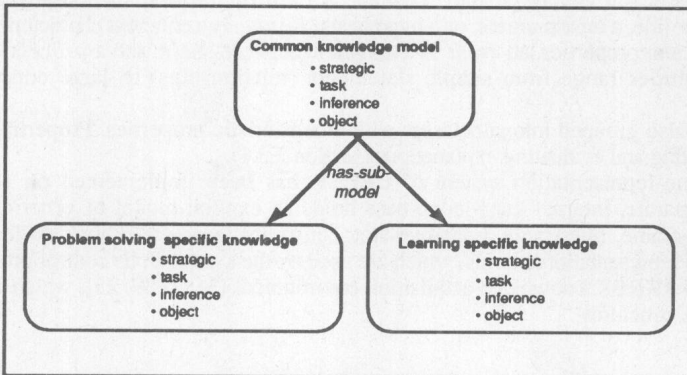 Common knowledge model
• strategic
• task
• inference
• object
has-sub-
model
Problem solving specific knowledge
• strategic
• task
• inference
• object
Learning specific knowledge
• strategic
• task
• inference
• object